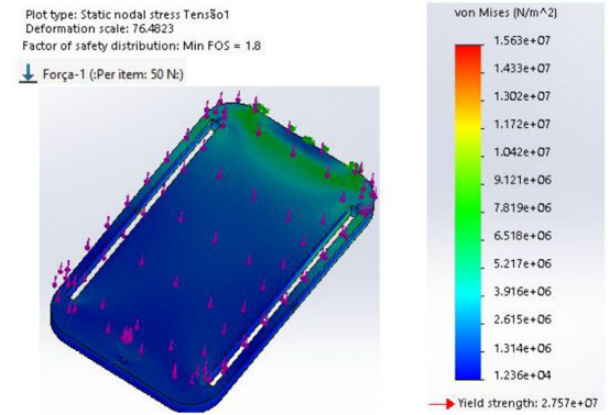 Plot type: Static nodal stress Tensão1
Deformation scale: 76.4823
Factor of safety distribution: Min FOS = 1.8
Força-1 (:Per item: 50 N:)
von Mises (N/m^2)
1.563e+07
1.433e+07
1.302e+07
1.172e+07
1.042e+07
9.121e+06
7.819e+06
6.518e+06
5.217e+06
3.916e+06
2.615e+06
1.314e+06
1.236e+04
Yield strength: 2.757e+07